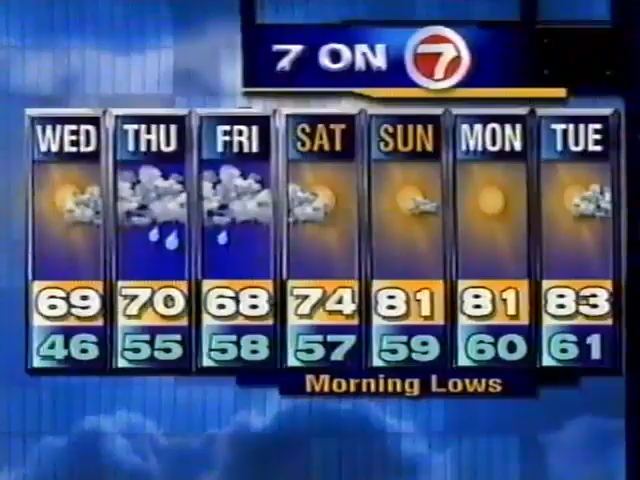 7 ON 7
WED THU FRI SAT SUN MON TUE
69 70 68 74 81 81 83
46 55 58 57 59 60 61
Morning Lows